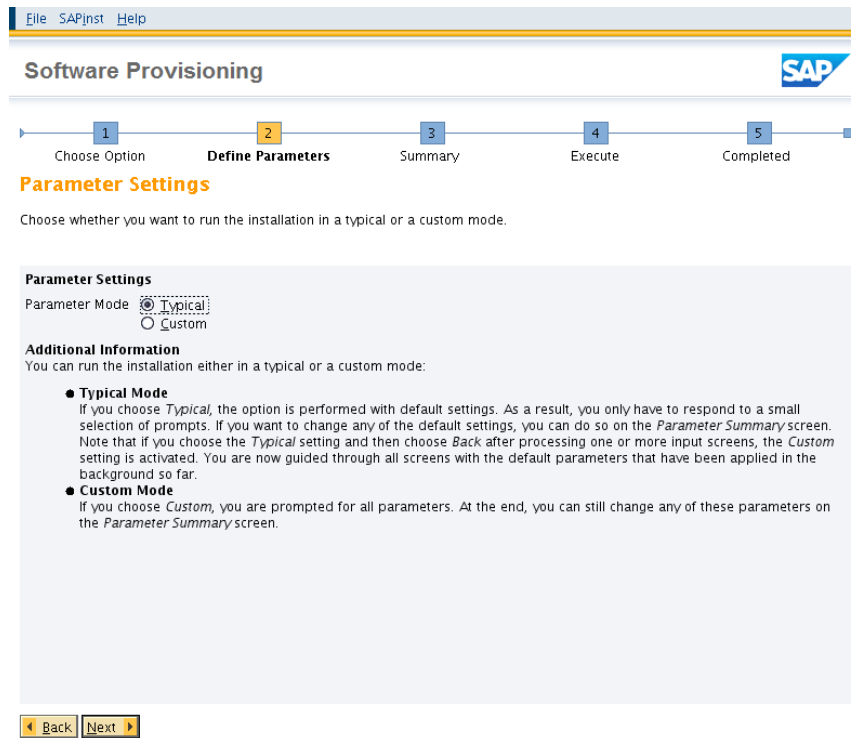 File SAPinst Help
Software Provisioning
SAP
1 2 3 4 5
Choose Option Define Parameters Summary Execute Completed
Parameter Settings
Choose whether you want to run the installation in a typical or a custom mode.
Parameter Settings
Parameter Mode Typical
Custom
Additional Information
You can run the installation either in a typical or a custom mode:
Typical Mode
If you choose Typical, the option is performed with default settings. As a result, you only have to respond to a small
selection of prompts. If you want to change any of the default settings, you can do so on the Parameter Summary screen.
Note that if you choose the Typical setting and then choose Back after processing one or more input screens, the Custom
setting is activated. You are now guided through all screens with the default parameters that have been applied in the
background so far.
Custom Mode
If you choose Custom, you are prompted for all parameters. At the end, you can still change any of these parameters on
the Parameter Summary screen.
Back Next